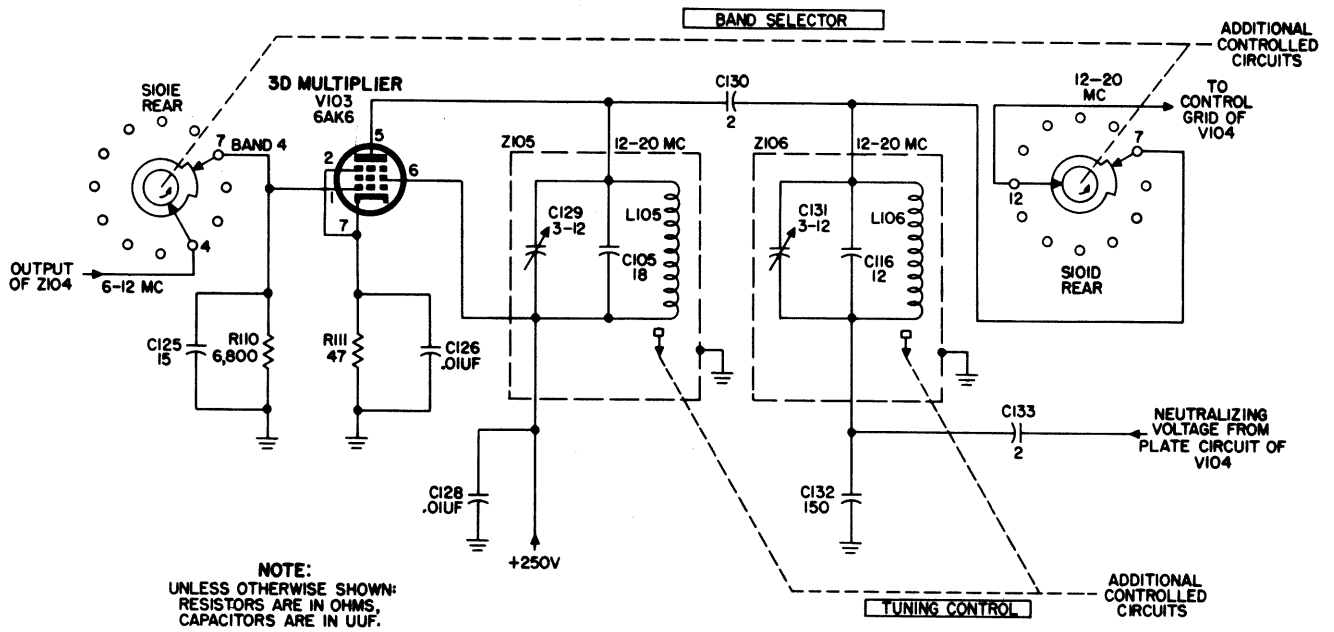 BAND SELECTOR
ADDITIONAL
CONTROLLED
CIRCUITS
S101E
REAR
3D MULTIPLIER
V103
6AK6
C130
2
12-20
MC
TO
CONTROL
GRID OF
V104
7
BAND 4
2
5
6
1
7
Z105
12-20 MC
Z106
12-20 MC
7
12
4
C129
3-12
L105
C105
18
C131
3-12
L106
C116
12
S101D
REAR
OUTPUT
OF Z104
6-12 MC
C125
15
R110
6,800
R111
47
C126
.01UF
C133
2
NEUTRALIZING
VOLTAGE FROM
PLATE CIRCUIT OF
V104
C128
.01UF
C132
150
+250V
NOTE:
UNLESS OTHERWISE SHOWN:
RESISTORS ARE IN OHMS,
CAPACITORS ARE IN UUF.
TUNING CONTROL
ADDITIONAL
CONTROLLED
CIRCUITS